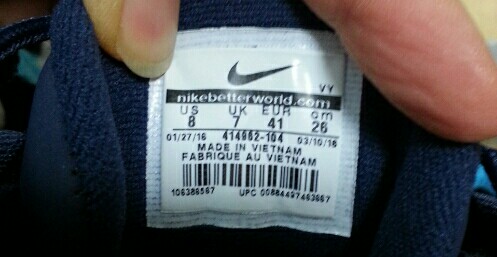 VY
nikebetterworld.com
US UK EUR cm
8 7 41 26
01/27/16 414962-104 03/10/16
MADE IN VIETNAM
FABRIQUE AU VIETNAM
106386567 UPC 00884497463667